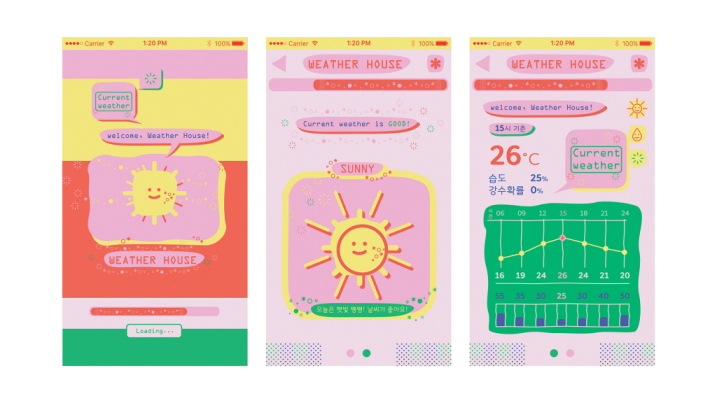 Carrier
1:20 PM
100%
Current
weather
welcome, Weather House!
WEATHER HOUSE
Loading...
Carrier
1:20 PM
100%
WEATHER HOUSE
Current weather is GOOD!
SUNNY
오늘은 햇빛 쨍쨍! 날씨가 좋아요!
Carrier
1:20 PM
100%
WEATHER HOUSE
welcome, Weather House!
15시 기준
26°C
습도 25%
강수확률 0%
Current
weather
06 09 12 15 18 21 24
16 19 24 26 24 21 20
55 35 30 25 30 40 50